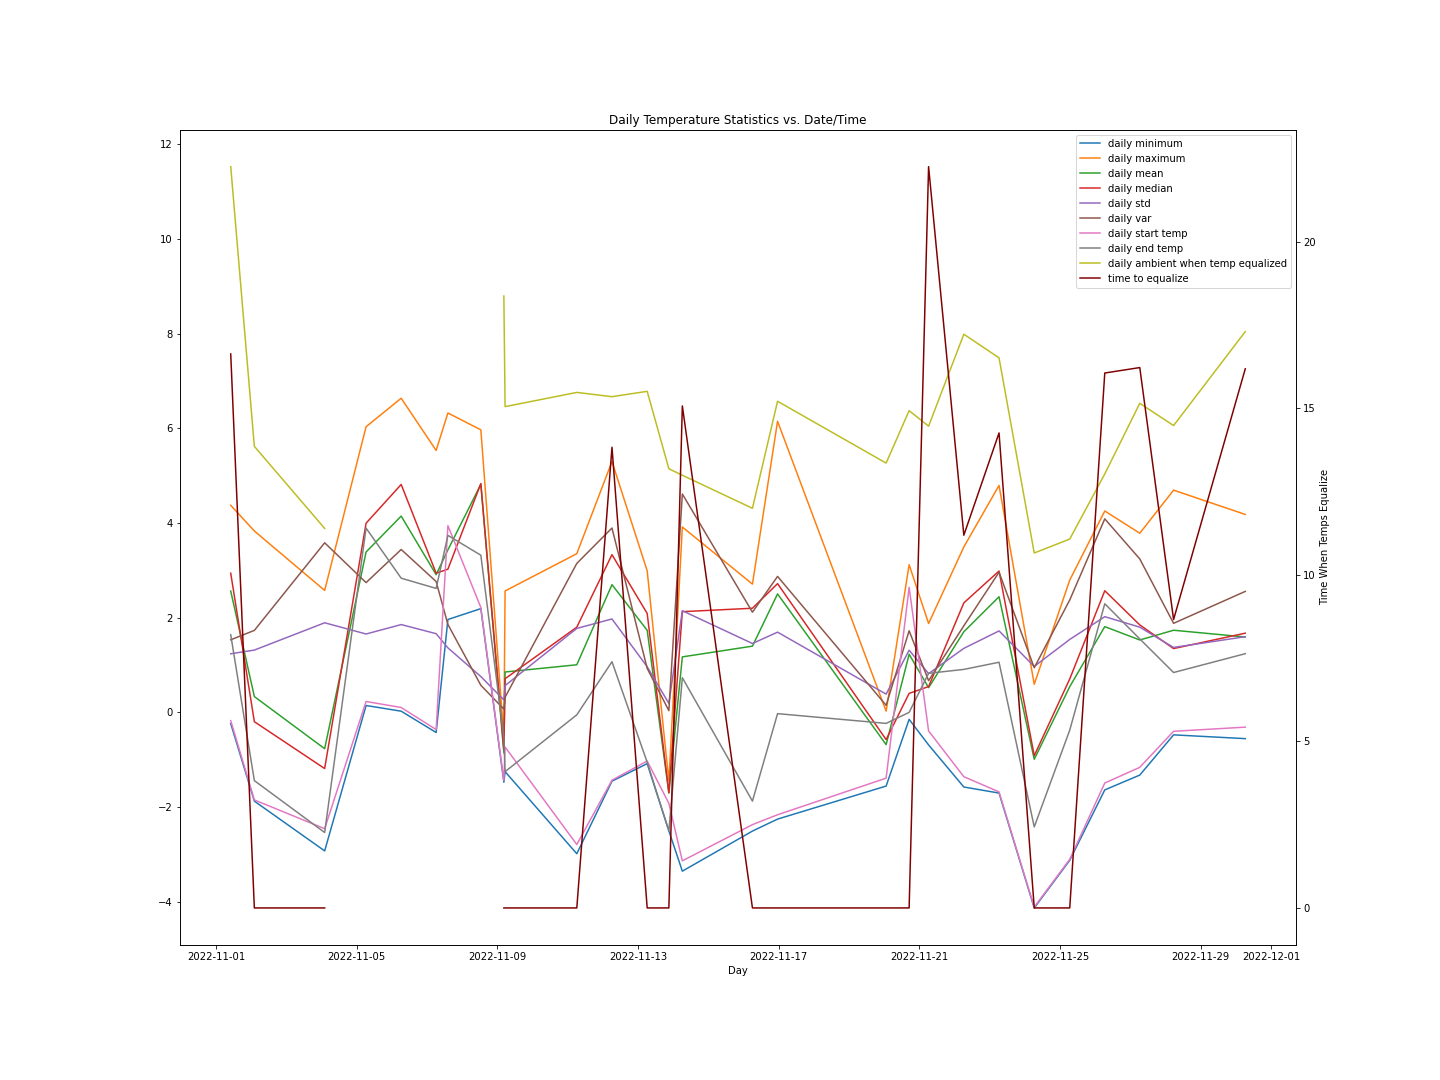 Daily Temperature Statistics vs. Date/Time
12
10
8
6
4
2
0
−2
−4
daily minimum
daily maximum
daily mean
daily median
daily std
daily var
daily start temp
daily end temp
daily ambient when temp equalized
time to equalize
20
15
10
5
0
Time When Temps Equalize
2022-11-01 2022-11-05 2022-11-09 2022-11-13 2022-11-17 2022-11-21 2022-11-25 2022-11-29 2022-12-01
Day